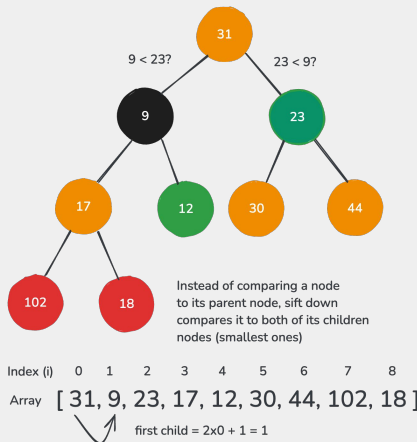 31
9 < 23?
23 < 9?
9
23
17
12
30
44
102
18
Instead of comparing a node
to its parent node, sift down
compares it to both of its children
nodes (smallest ones)
Index (i) 0 1 2 3 4 5 6 7 8
Array [ 31, 9, 23, 17, 12, 30, 44, 102, 18 ]
first child = 2x0 + 1 = 1